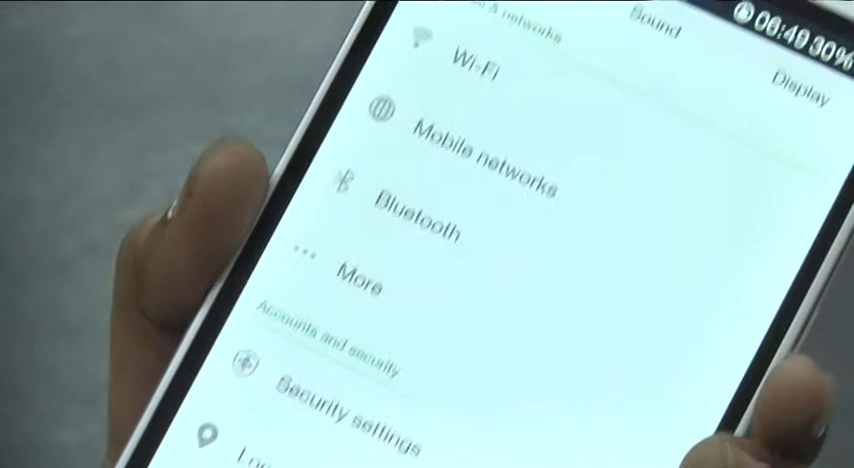 06:49 30%
Sound
Display
& networks
Wi-Fi
Mobile networks
Bluetooth
More
Accounts and security
Security settings